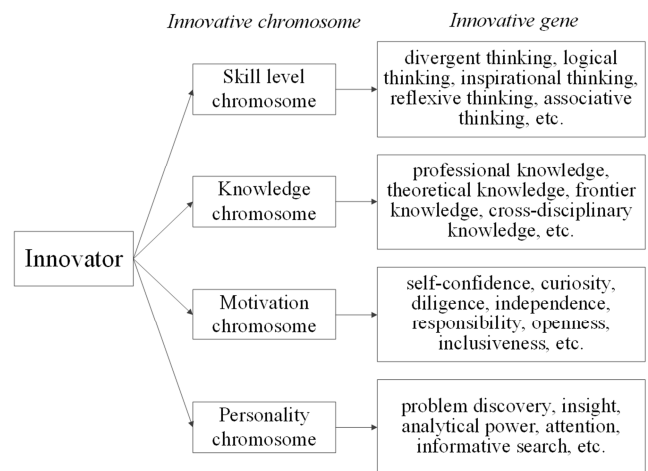 Innovative chromosome
Innovative gene
Innovator
Skill level
chromosome
divergent thinking, logical
thinking, inspirational thinking,
reflexive thinking, associative
thinking, etc.
Knowledge
chromosome
professional knowledge,
theoretical knowledge, frontier
knowledge, cross-disciplinary
knowledge, etc.
Motivation
chromosome
self-confidence, curiosity,
diligence, independence,
responsibility, openness,
inclusiveness, etc.
Personality
chromosome
problem discovery, insight,
analytical power, attention,
informative search, etc.